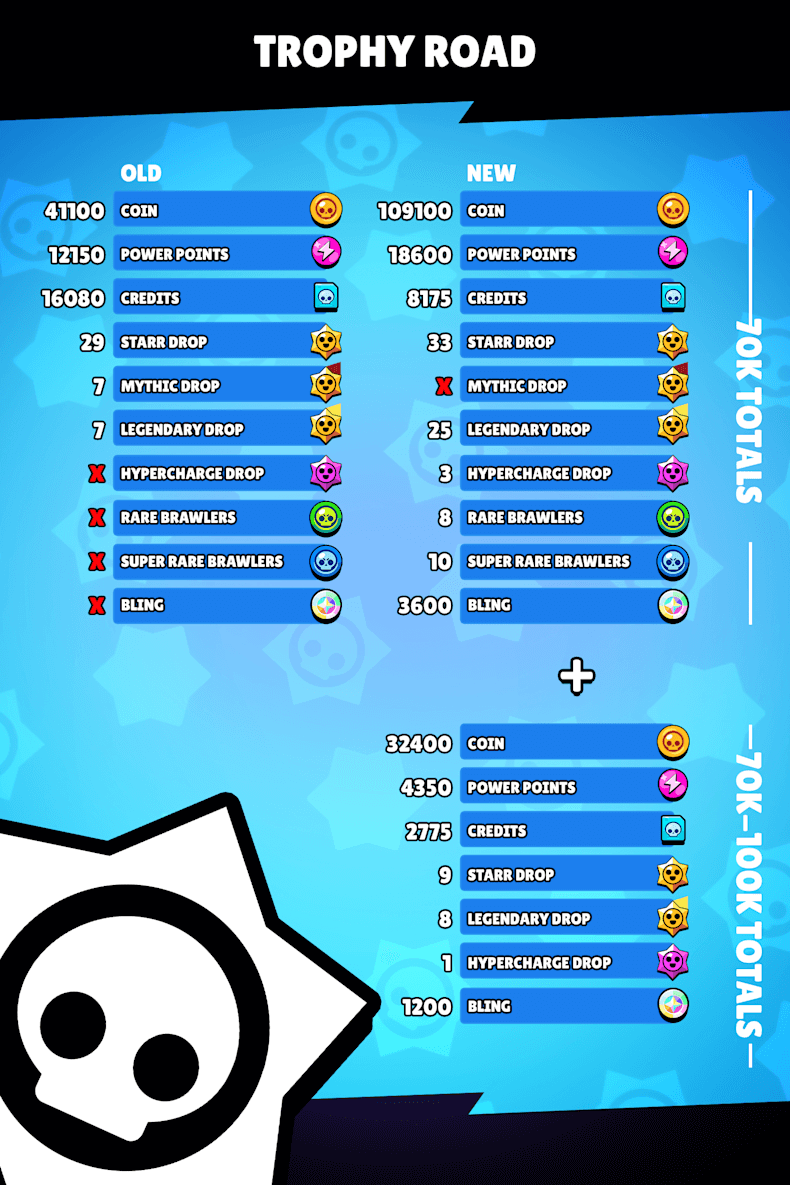 TROPHY ROAD
OLD
41100 COIN
12150 POWER POINTS
16080 CREDITS
29 STARR DROP
7 MYTHIC DROP
7 LEGENDARY DROP
X HYPERCHARGE DROP
X RARE BRAWLERS
X SUPER RARE BRAWLERS
X BLING
NEW
109100 COIN
18600 POWER POINTS
8175 CREDITS
33 STARR DROP
X MYTHIC DROP
25 LEGENDARY DROP
3 HYPERCHARGE DROP
8 RARE BRAWLERS
10 SUPER RARE BRAWLERS
3600 BLING
70K TOTALS
+
32400 COIN
4350 POWER POINTS
2775 CREDITS
9 STARR DROP
8 LEGENDARY DROP
1 HYPERCHARGE DROP
1200 BLING
70K-100K TOTALS